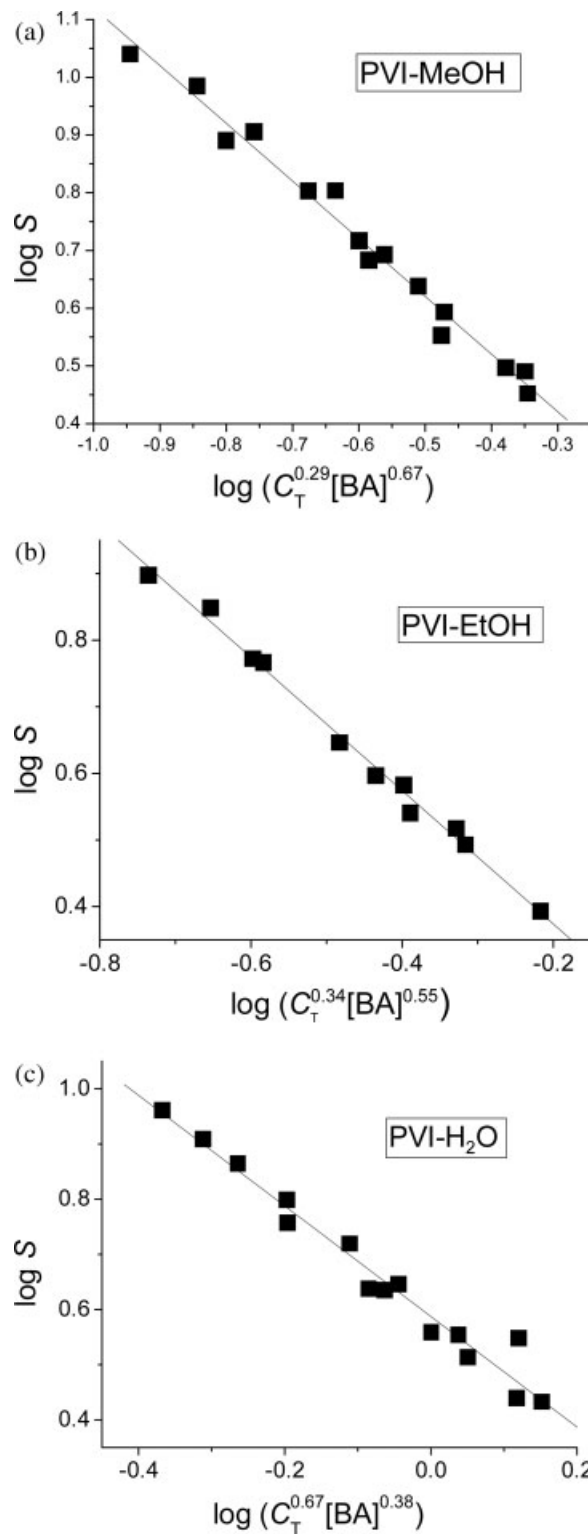 (a)
1.1
1.0
0.9
0.8
0.7
0.6
0.5
0.4
log S
PVI-MeOH
-1.0 -0.9 -0.8 -0.7 -0.6 -0.5 -0.4 -0.3
log (C_T^0.29[BA]^0.67)
(b)
0.8
0.6
0.4
log S
PVI-EtOH
-0.8 -0.6 -0.4 -0.2
log (C_T^0.34[BA]^0.55)
(c)
1.0
0.8
0.6
0.4
log S
PVI-H₂O
-0.4 -0.2 0.0 0.2
log (C_T^0.67[BA]^0.38)